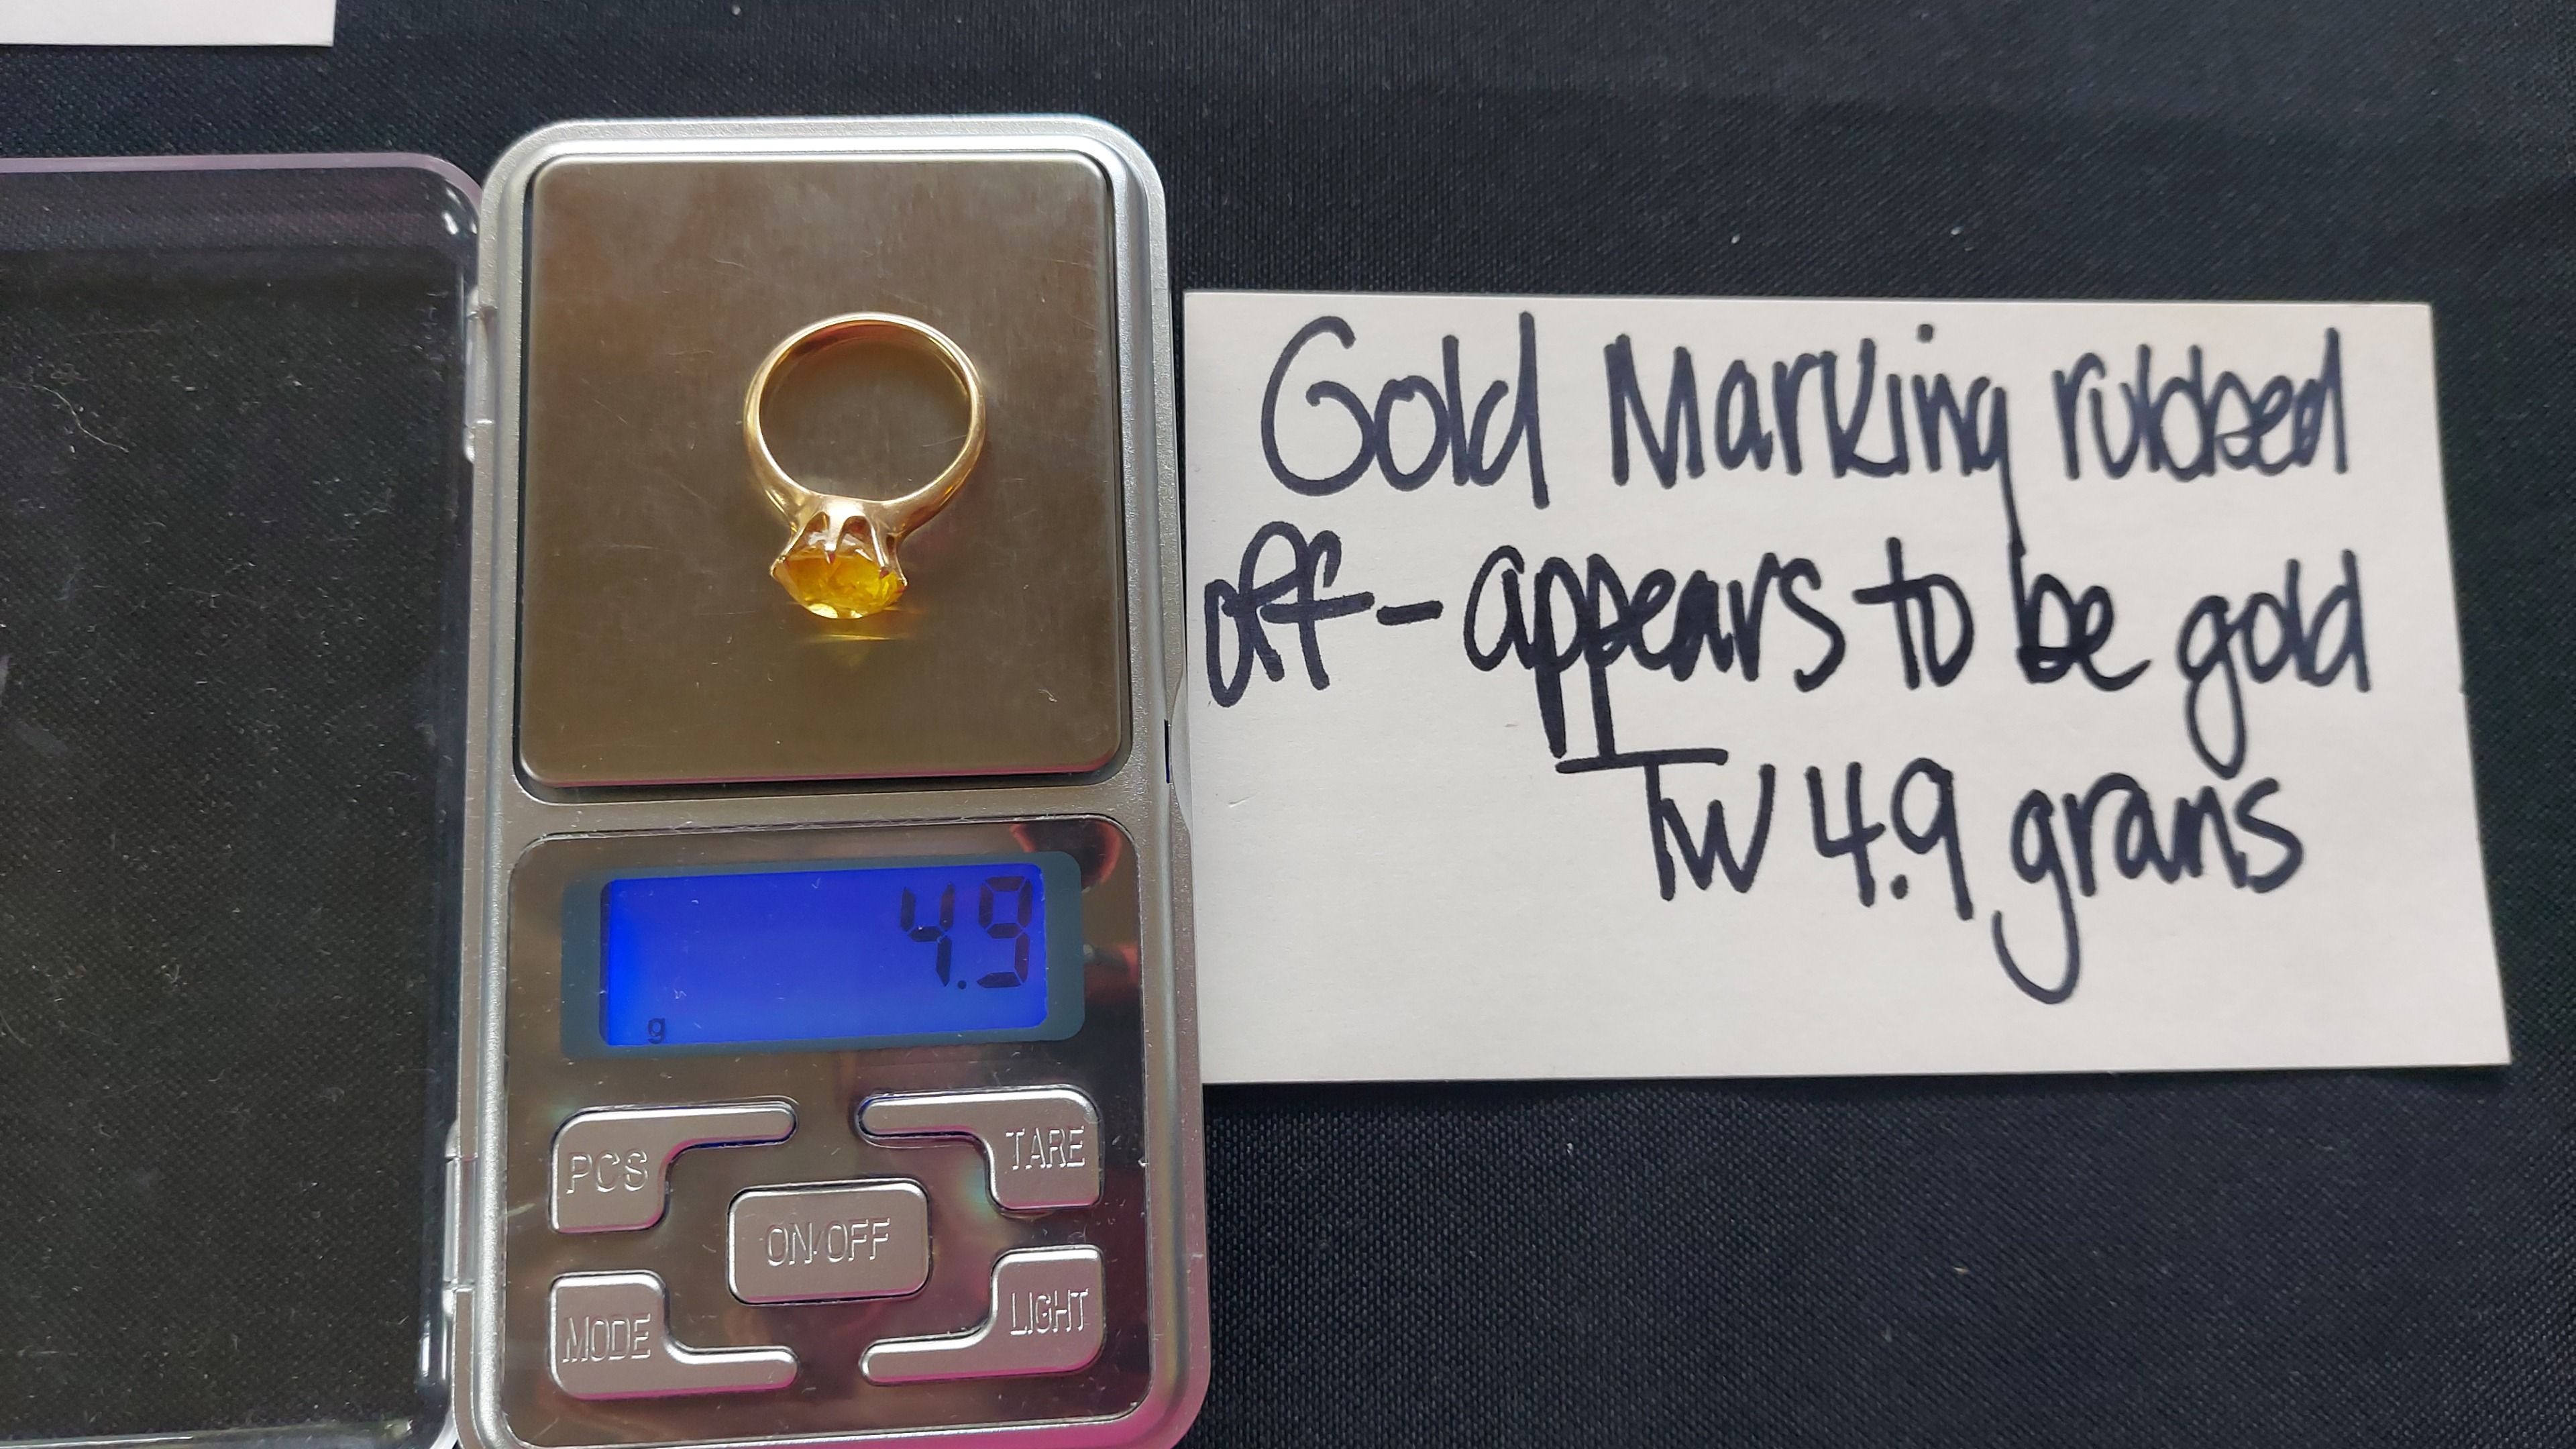 Gold Marking rubbed
off - appears to be gold
TW 4.9 grams
4.9
g
PCS
TARE
ON/OFF
MODE
LIGHT